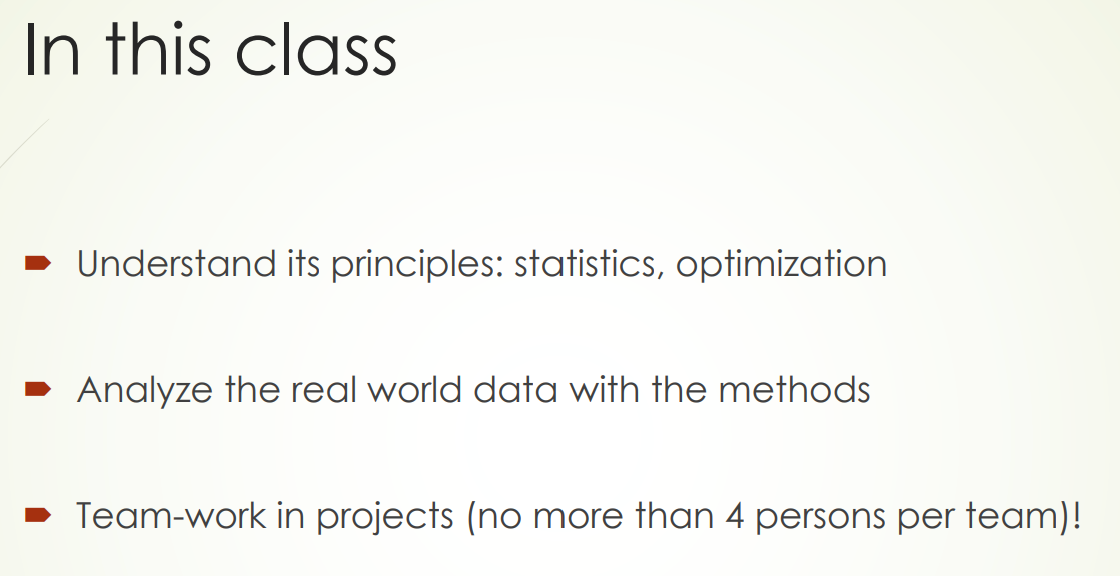 In this class
Understand its principles: statistics, optimization
Analyze the real world data with the methods
Team-work in projects (no more than 4 persons per team)!